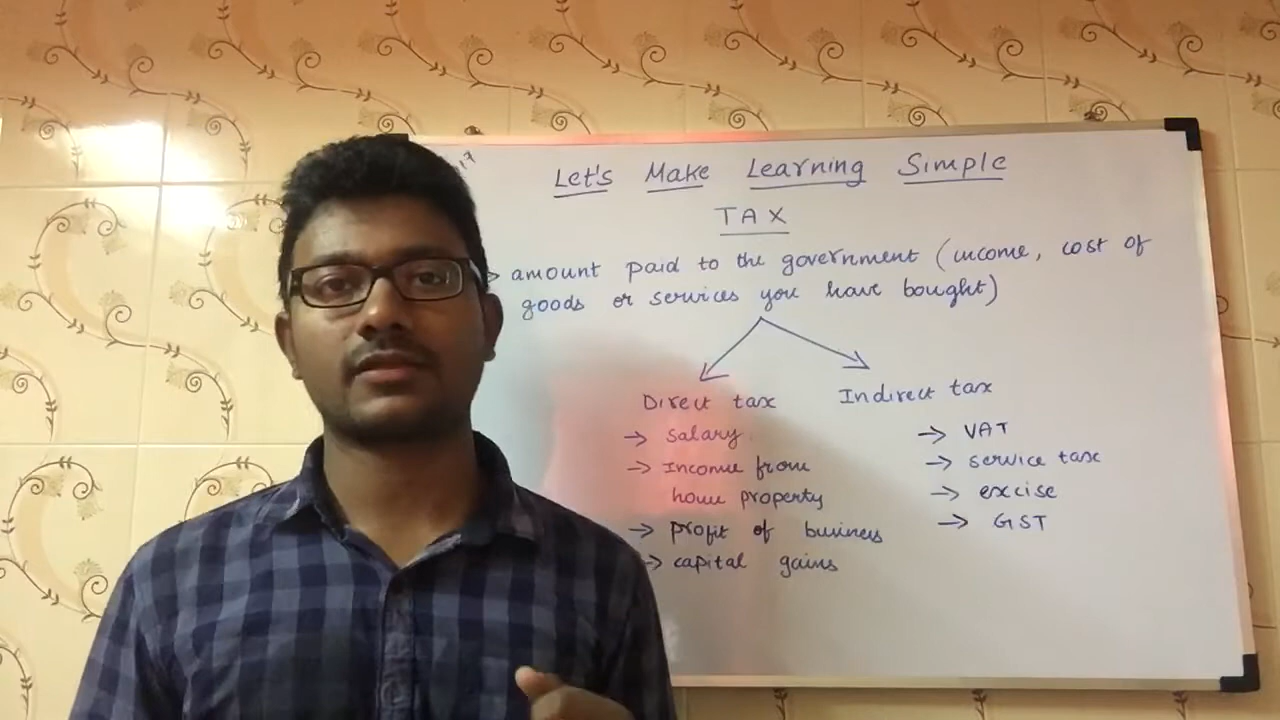 Let's Make Learning Simple
TAX
→ amount paid to the government (income, cost of
goods or services you have bought)
Direct tax
→ salary
→ Income from
house property
→ profit of business
→ capital gains
Indirect tax
→ VAT
→ service tax
→ excise
→ GST